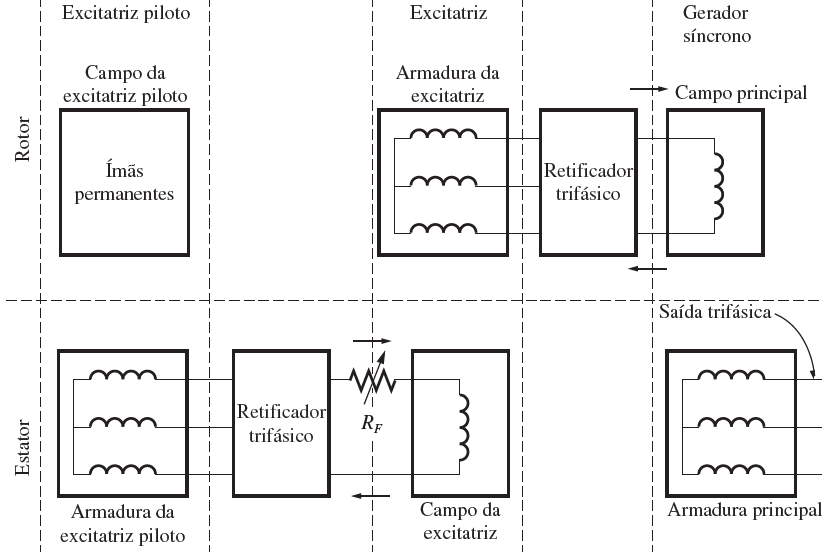 Excitatriz piloto
Excitatriz
Gerador
síncrono
Rotor
Campo da
excitatriz piloto
Ímãs
permanentes
Armadura da
excitatriz
Retificador
trifásico
Campo principal
Estator
Retificador
trifásico
R_F
Saída trifásica
Armadura da
excitatriz piloto
Campo da
excitatriz
Armadura principal